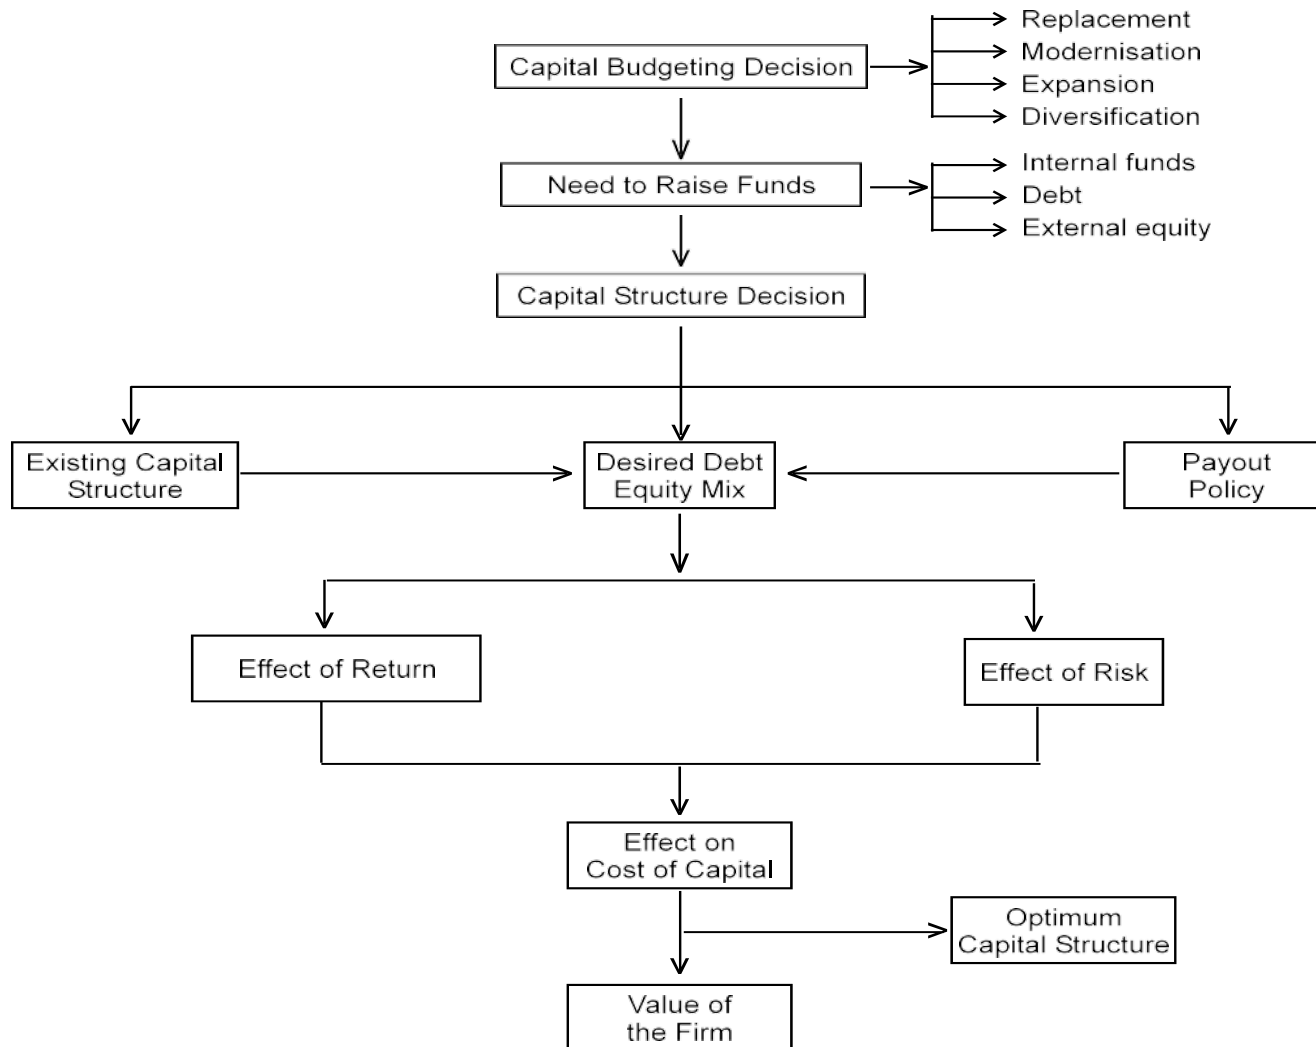 Replacement
Capital Budgeting Decision
Modernisation
Expansion
Diversification
Internal funds
Need to Raise Funds
Debt
External equity
Capital Structure Decision
Existing Capital
Structure
Desired Debt
Equity Mix
Payout
Policy
Effect of Return
Effect of Risk
Effect on
Cost of Capital
Optimum
Capital Structure
Value of
the Firm